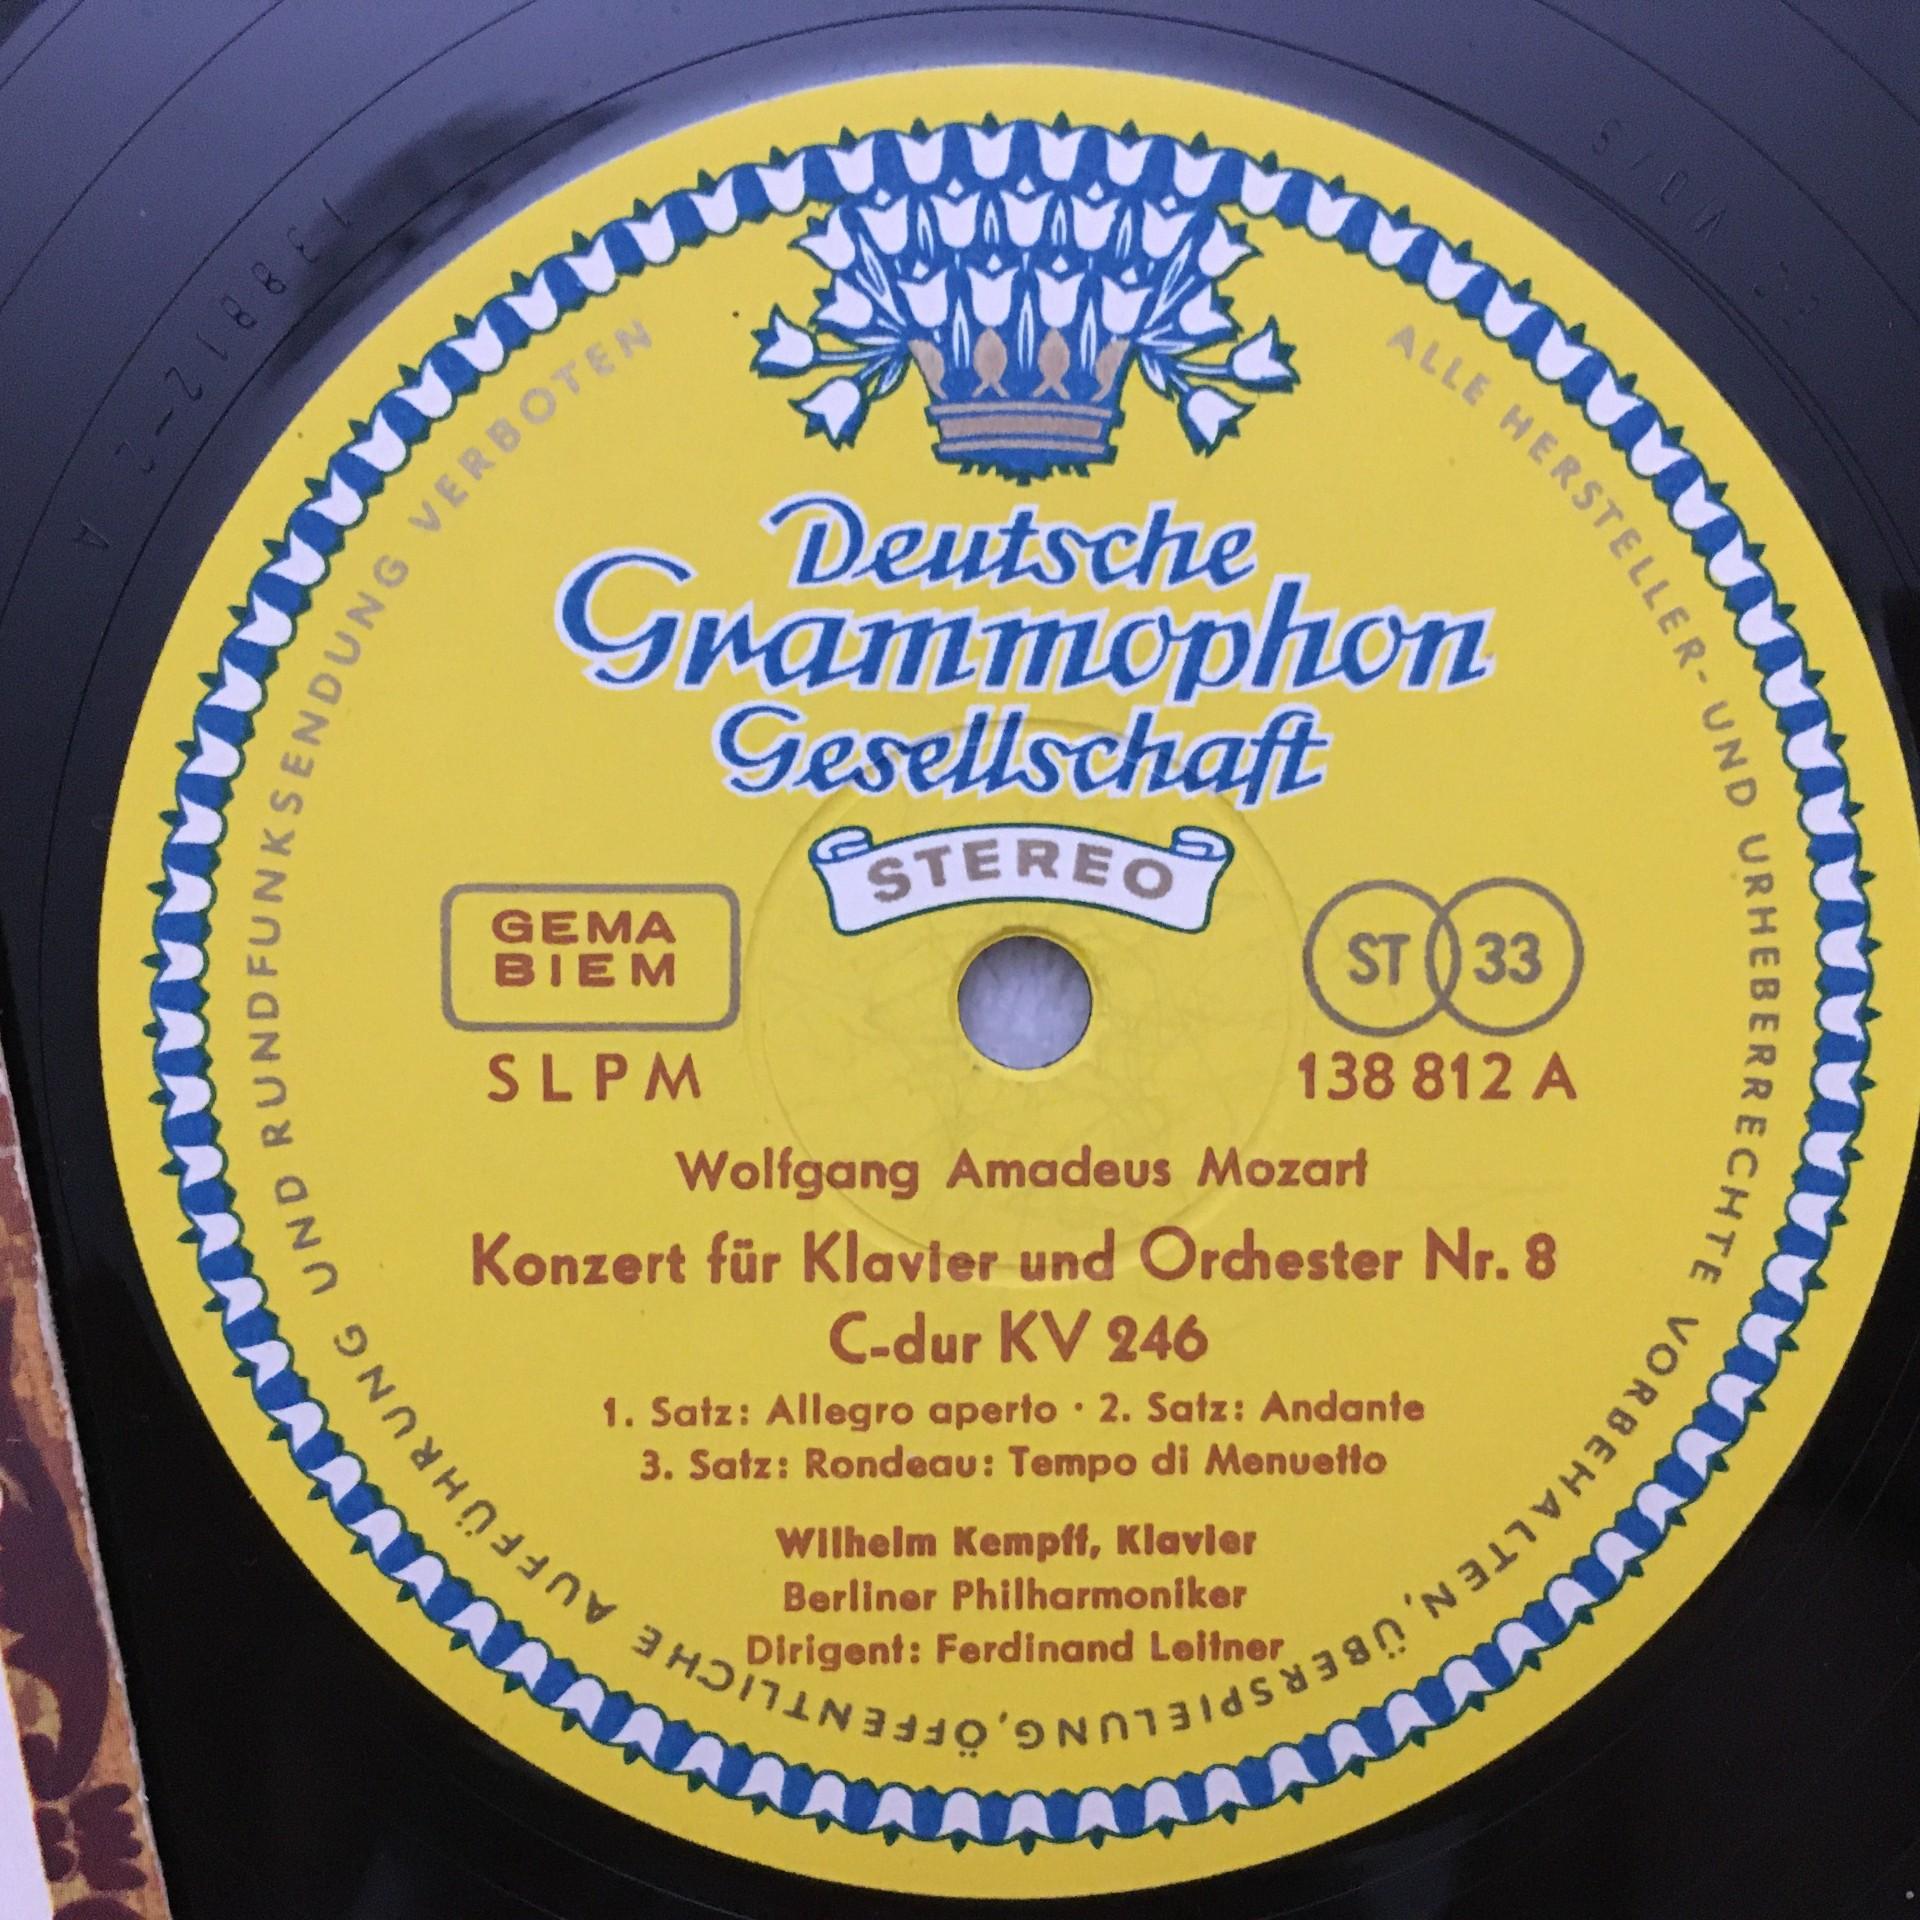 Deutsche
Grammophon
Gesellschaft
STEREO
GEMA
BIEM
ST 33
SLPM
138 812 A
Wolfgang Amadeus Mozart
Konzert für Klavier und Orchester Nr. 8
C-dur KV 246
1. Satz: Allegro aperto · 2. Satz: Andante
3. Satz: Rondeau: Tempo di Menuetto
Wilhelm Kempff, Klavier
Berliner Philharmoniker
Dirigent: Ferdinand Leitner
ALLE HERSTELLER- UND URHEBERRECHTE VORBEHALTEN, ÜBERSPIELUNG, ÖFFENTLICHE AUFFÜHRUNG UND RUNDFUNKSENDUNG VERBOTEN